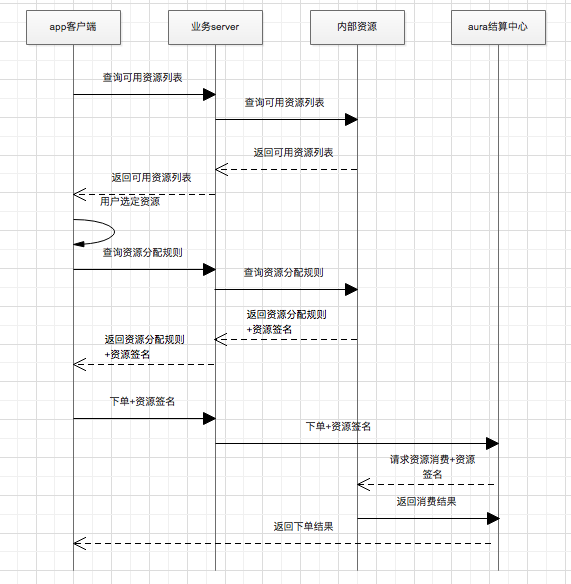 app客户端
业务server
内部资源
aura结算中心
查询可用资源列表
查询可用资源列表
返回可用资源列表
返回可用资源列表
用户选定资源
查询资源分配规则
查询资源分配规则
返回资源分配规则
+资源签名
返回资源分配规则
+资源签名
下单+资源签名
下单+资源签名
请求资源消费+资源
签名
返回消费结果
返回下单结果